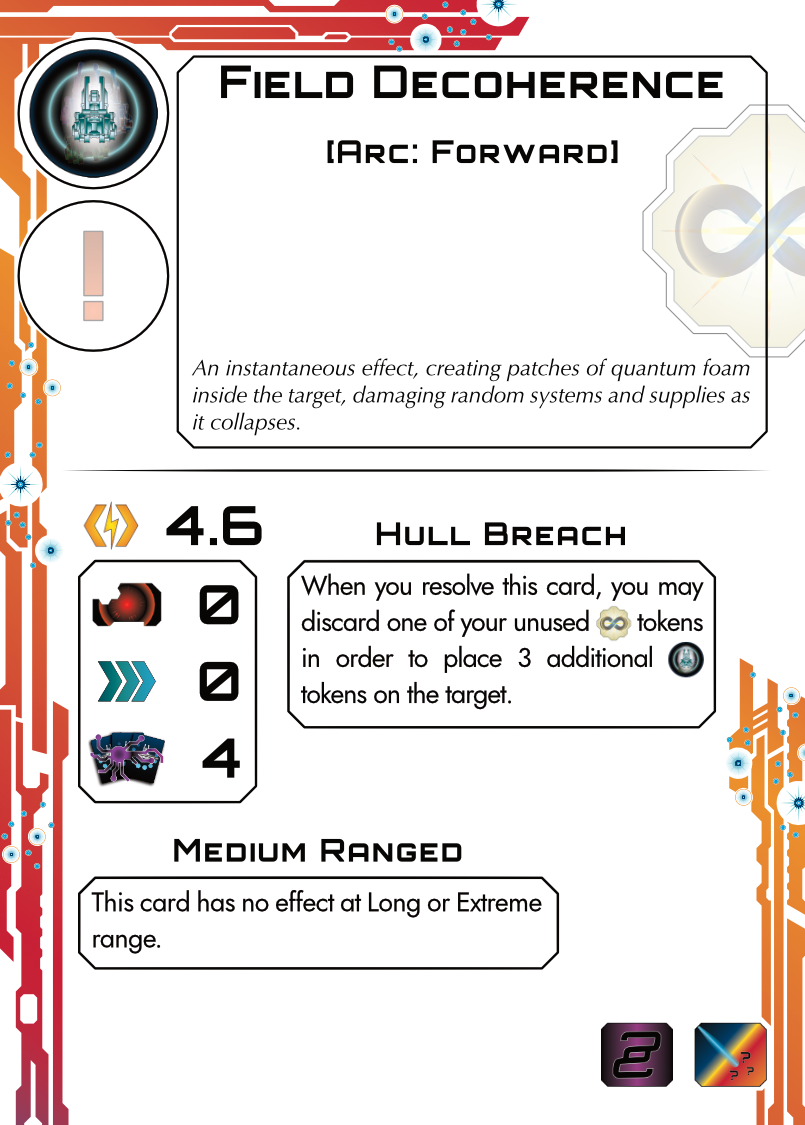 Field Decoherence
[Arc: Forward]
!
An instantaneous effect, creating patches of quantum foam
inside the target, damaging random systems and supplies as
it collapses.
4.6
Hull Breach
0
0
4
When you resolve this card, you may
discard one of your unused tokens
in order to place 3 additional
tokens on the target.
Medium Ranged
This card has no effect at Long or Extreme
range.
2
? ? ?